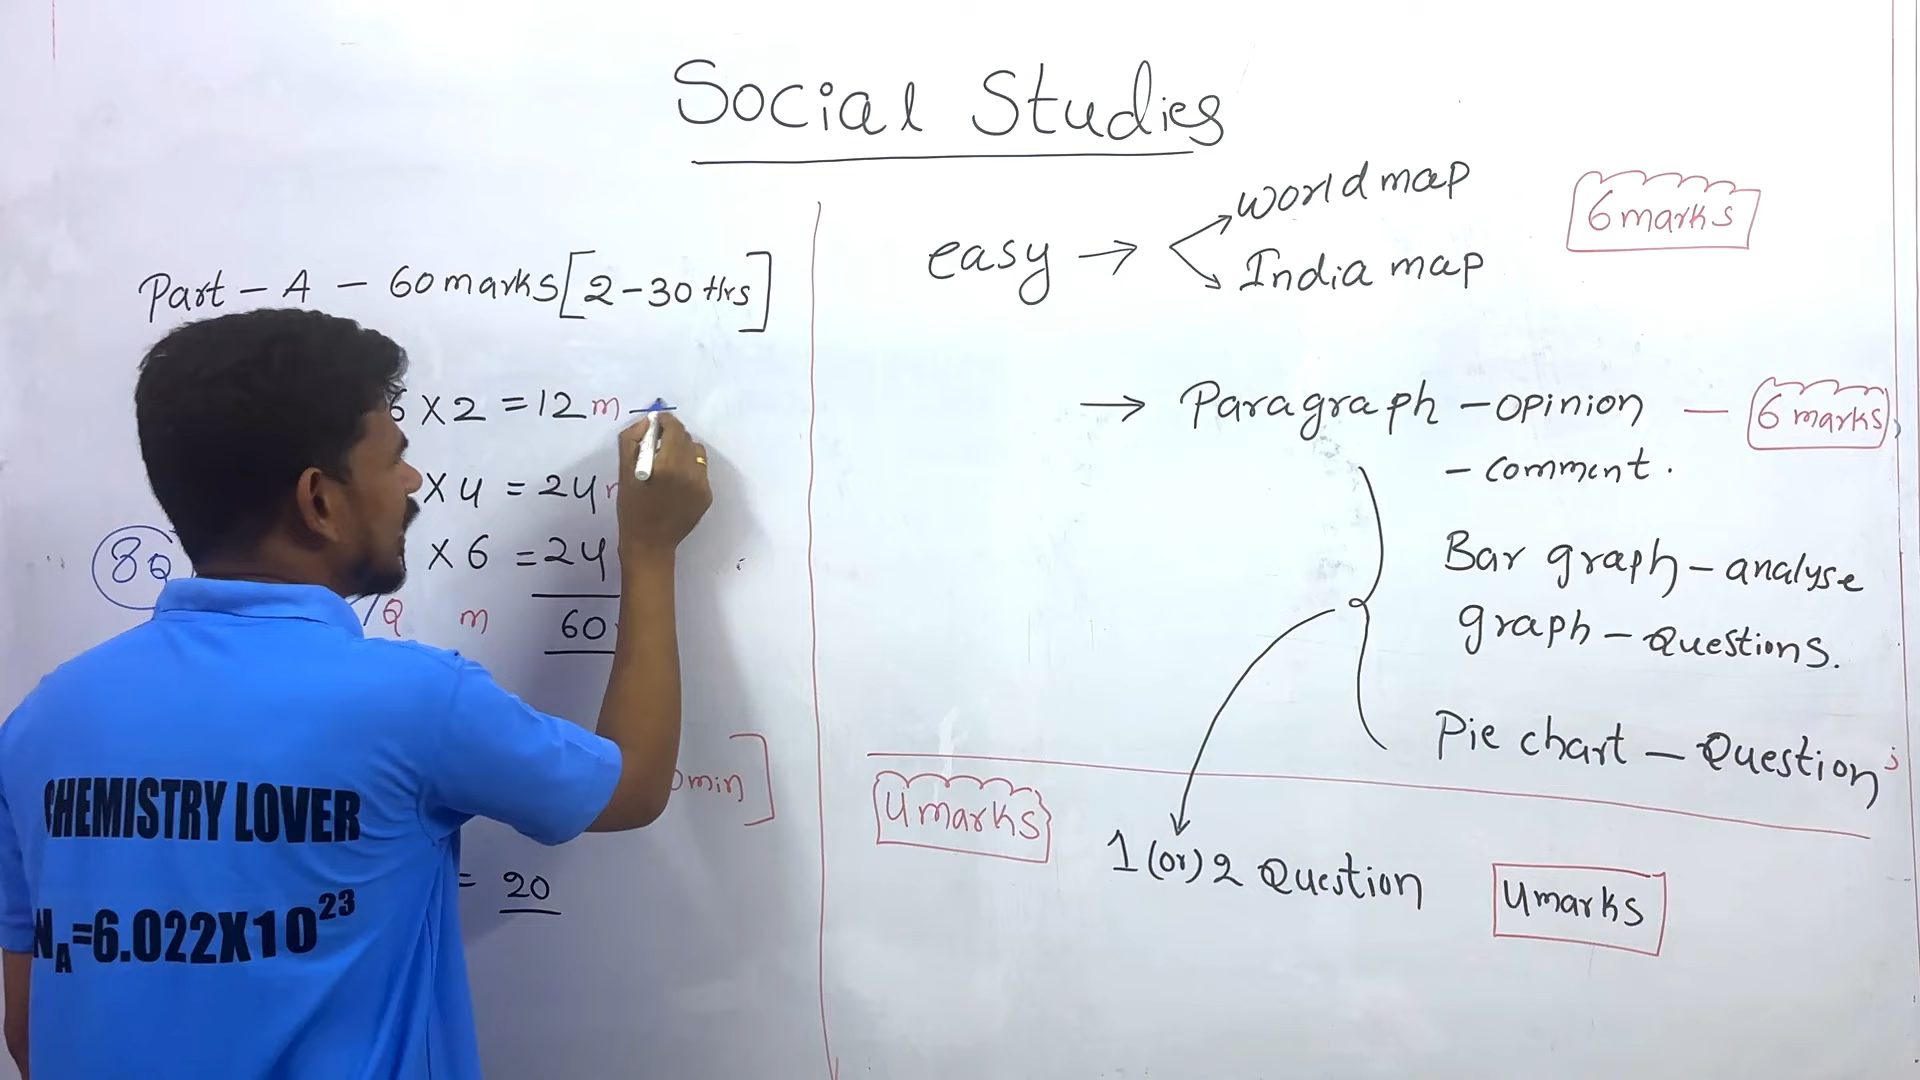 Social Studies
Part - A - 60 marks [2-30 Hrs]
6 X 2 = 12 m
X 4 = 24
X 6 = 24
8Q
Q m 60
min]
= 20
easy → world map
India map
6 marks
→ Paragraph - opinion - 6 marks
- comment.
Bar graph - analyse
graph - Questions.
Pie chart - Question
4 marks
1 (or) 2 Question 4 marks
CHEMISTRY LOVER
NA=6.022X10²³